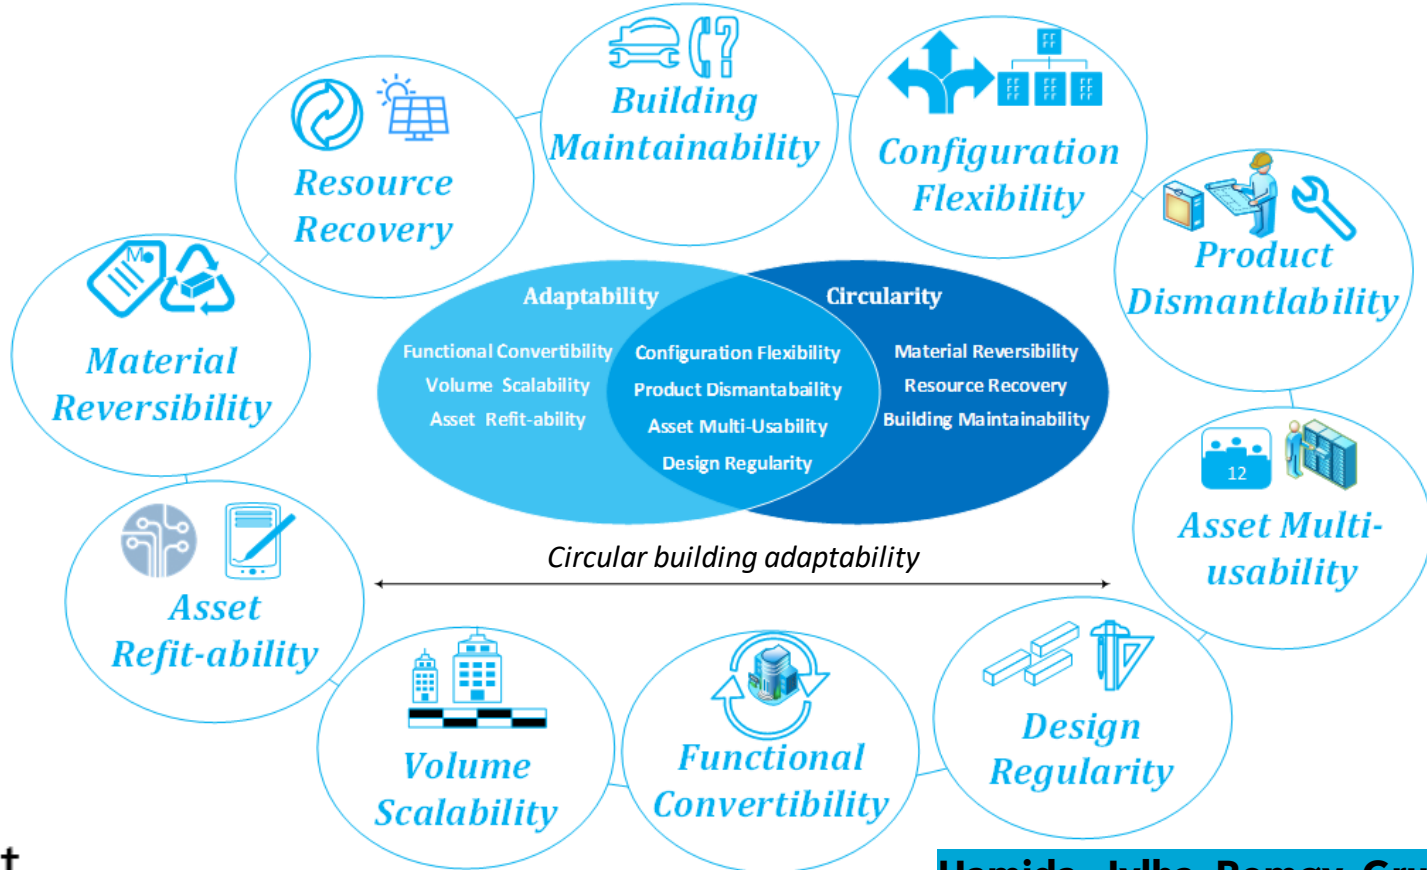 Building
Maintainability
Configuration
Flexibility
Resource
Recovery
Product
Dismantlability
M
Material
Reversibility
Adaptability
Functional Convertibility
Volume Scalability
Asset Refit-ability
Configuration Flexibility
Product Dismantabaility
Asset Multi-Usability
Design Regularity
Circularity
Material Reversibility
Resource Recovery
Building Maintainability
12
Asset Multi-
usability
Circular building adaptability
Asset
Refit-ability
Design
Regularity
Volume
Scalability
Functional
Convertibility
t